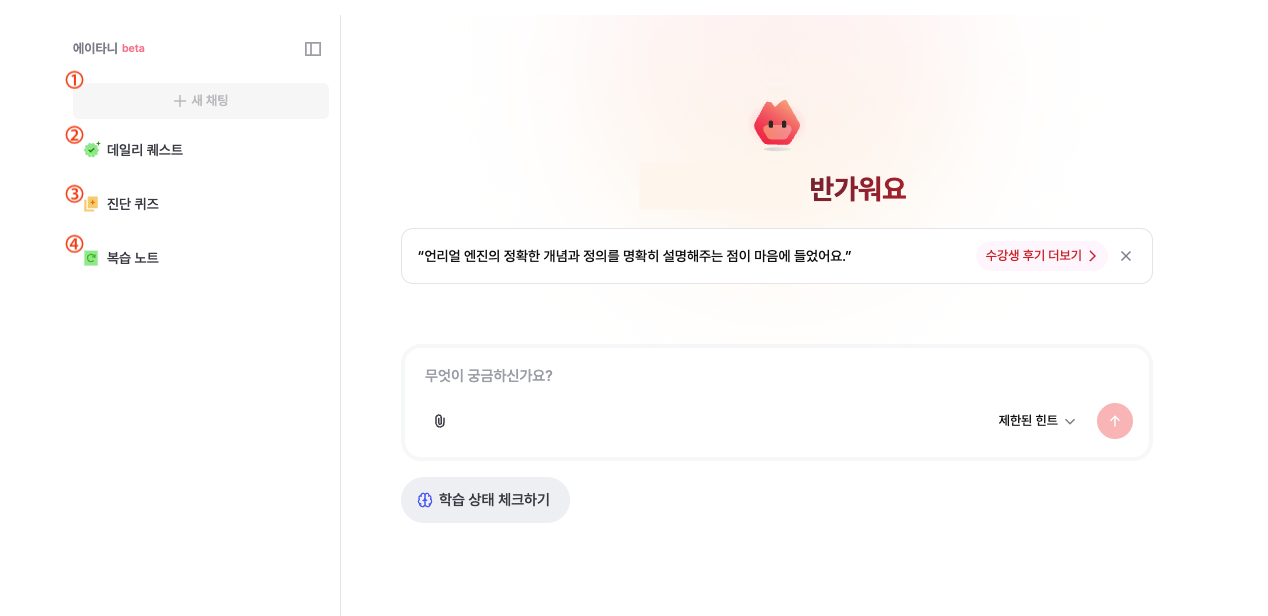 에이타니 beta
①
+ 새 채팅
②
데일리 퀘스트
③
진단 퀴즈
④
복습 노트
반가워요
“언리얼 엔진의 정확한 개념과 정의를 명확히 설명해주는 점이 마음에 들었어요.”
수강생 후기 더보기
무엇이 궁금하신가요?
제한된 힌트
학습 상태 체크하기